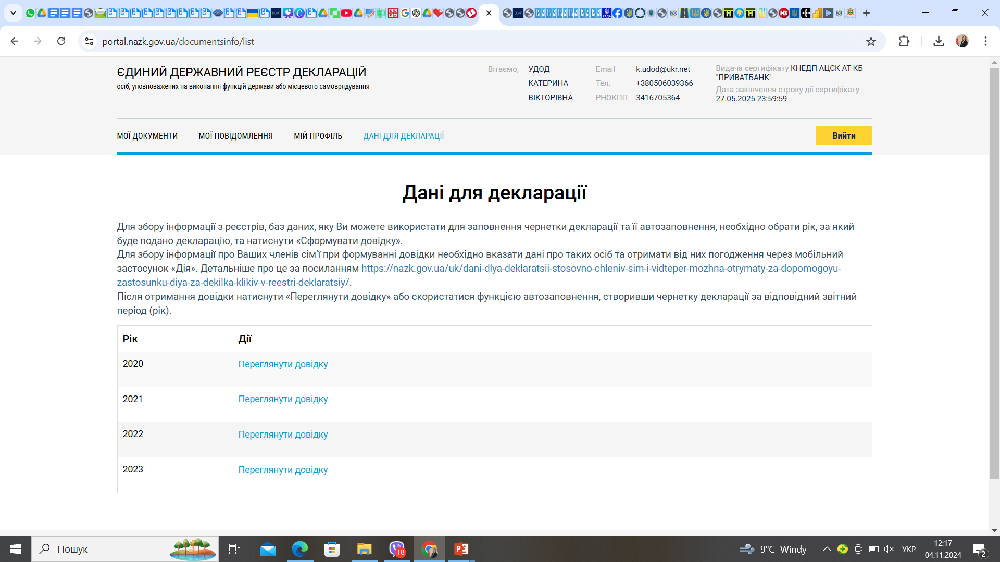 portal.nazk.gov.ua/documentsinfo/list
ЄДИНИЙ ДЕРЖАВНИЙ РЕЄСТР ДЕКЛАРАЦІЙ
осіб, уповноважених на виконання функцій держави або місцевого самоврядування
Вітаємо, УДОД
КАТЕРИНА
ВІКТОРІВНА
Email k.udod@ukr.net
Тел. +380506039366
РНОКПП 3416705364
Видача сертифікату КНЕДП АЦСК АТ КБ
"ПРИВАТБАНК"
Дата закінчення строку дії сертифікату
27.05.2025 23:59:59
МОЇ ДОКУМЕНТИ МОЇ ПОВІДОМЛЕННЯ МІЙ ПРОФІЛЬ ДАНІ ДЛЯ ДЕКЛАРАЦІЇ Вийти
Дані для декларації
Для збору інформації з реєстрів, баз даних, яку Ви можете використати для заповнення чернетки декларації та її автозаповнення, необхідно обрати рік, за який
буде подано декларацію, та натиснути «Сформувати довідку».
Для збору інформації про Ваших членів сім’ї при формуванні довідки необхідно вказати дані про таких осіб та отримати від них погодження через мобільний
застосунок «Дія». Детальніше про це за посиланням https://nazk.gov.ua/uk/dani-dlya-deklaratsii-stosovno-chleniv-sim-i-vidteper-mozhna-otrymaty-za-dopomogoyu-
zastosunku-diya-za-dekilka-klikiv-v-reestri-deklaratsiy/.
Після отримання довідки натиснути «Переглянути довідку» або скористатися функцією автозаповнення, створивши чернетку декларації за відповідний звітний
період (рік).
Рік Дії
2020 Переглянути довідку
2021 Переглянути довідку
2022 Переглянути довідку
2023 Переглянути довідку
Пошук
18
9°C Windy
УКР
12:17
04.11.2024
2